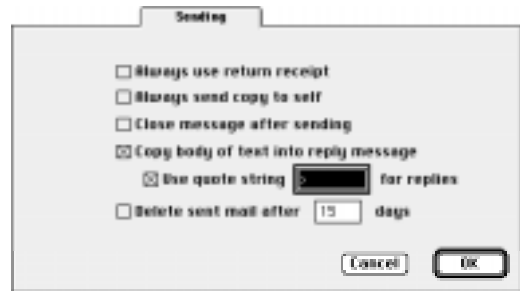 Sending
Always use return receipt
Always send copy to self
Close message after sending
Copy body of text into reply message
Use quote string > for replies
Delete sent mail after 15 days
Cancel OK